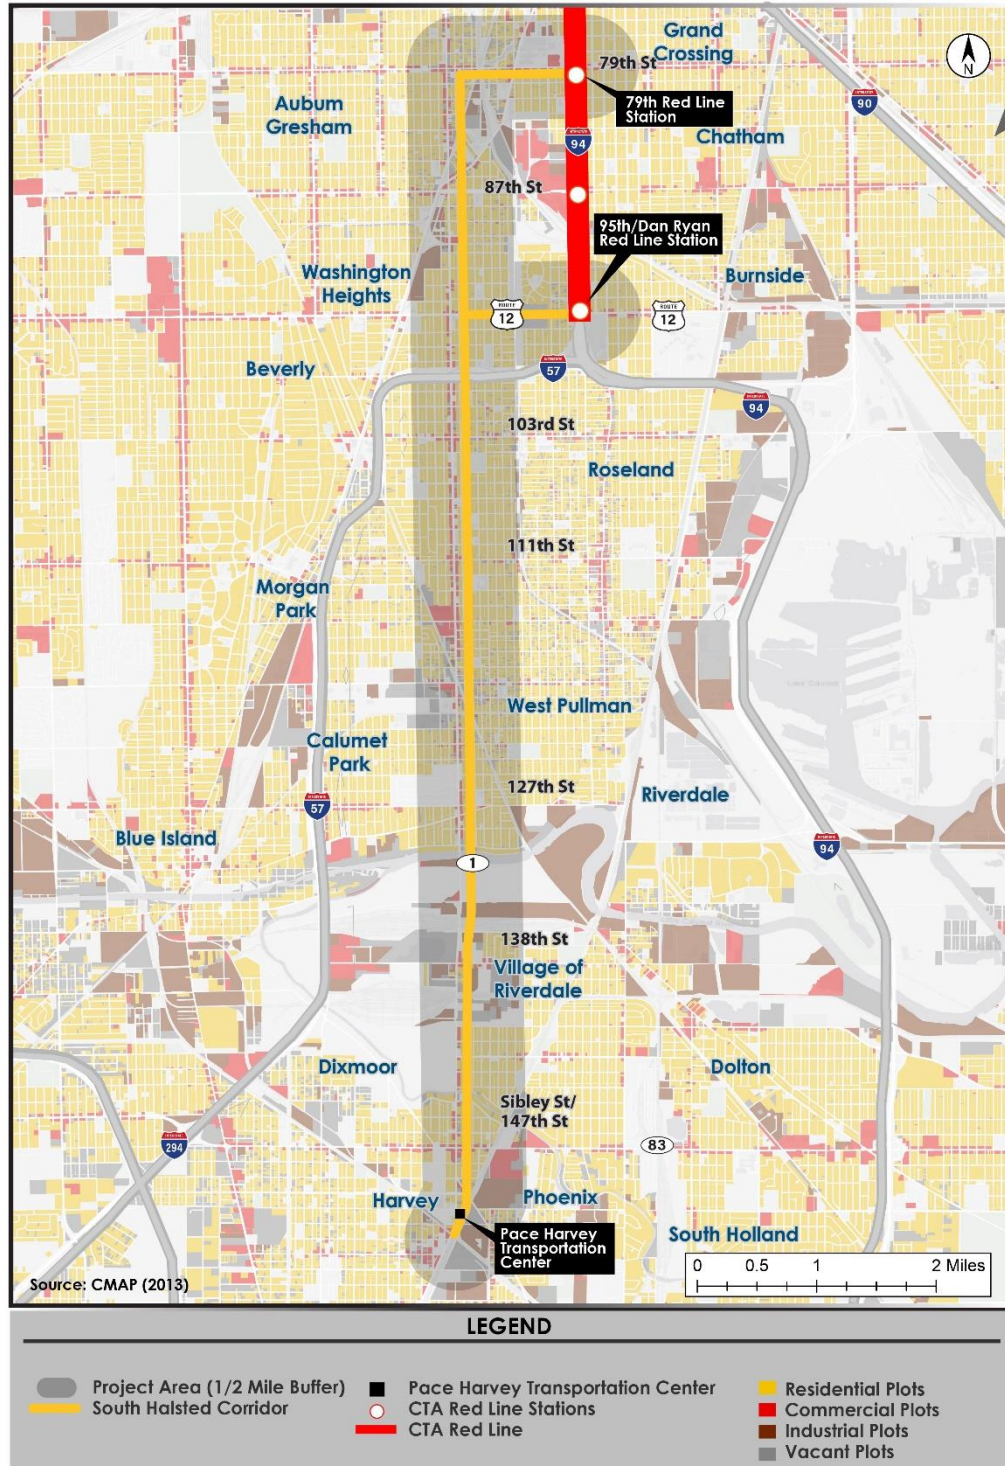 Grand
Crossing
N
79th St
90
Auburn
Gresham
79th Red Line
Station
INTERSTATE
94
Chatham
87th St
95th/Dan Ryan
Red Line Station
Washington
Heights
Burnside
ROUTE
12
ROUTE
12
Beverly
57
94
103rd St
Roseland
111th St
Morgan
Park
West Pullman
Calumet
Park
127th St
Riverdale
57
Blue Island
94
1
138th St
Village of
Riverdale
Dixmoor
Dolton
Sibley St/
147th St
294
83
Harvey
Phoenix
South Holland
Pace Harvey
Transportation
Center
0 0.5 1 2 Miles
Source: CMAP (2013)
LEGEND
Project Area (1/2 Mile Buffer)
South Halsted Corridor
Pace Harvey Transportation Center
CTA Red Line Stations
CTA Red Line
Residential Plots
Commercial Plots
Industrial Plots
Vacant Plots